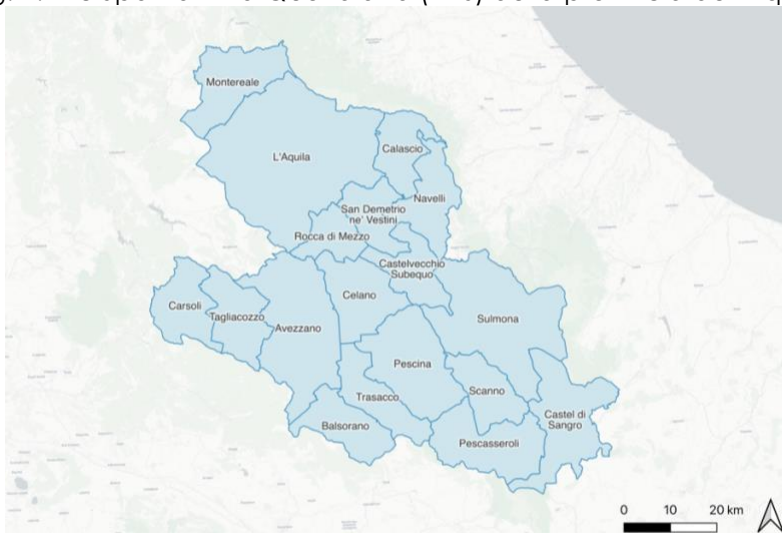 Montereale
L'Aquila
Calascio
Navelli
San Demetrio
ne' Vestini
Rocca di Mezzo
Castelvecchio
Subequo
Carsoli
Tagliacozzo
Avezzano
Celano
Sulmona
Pescina
Scanno
Trasacco
Castel di
Sangro
Balsorano
Pescasseroli
0 10 20 km